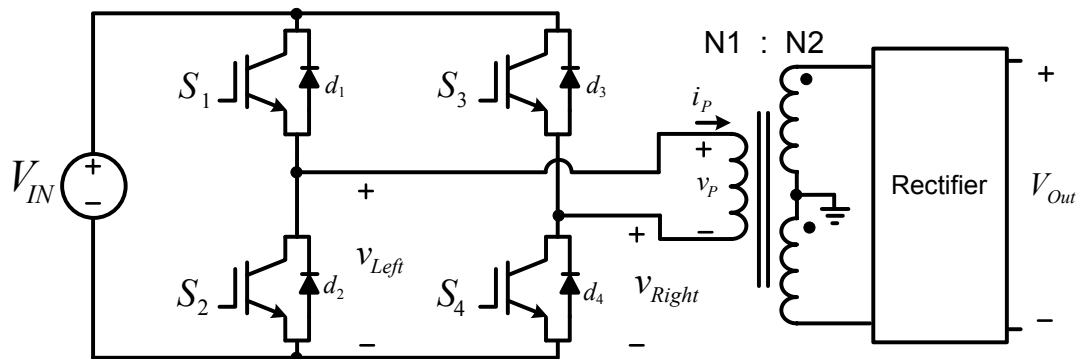 N1 : N2
S1
d1
S3
d3
iP
+
VIN
+
−
+
vP
−
Rectifier
+
VOut
−
+
vLeft
−
+
vRight
−
S2
d2
S4
d4